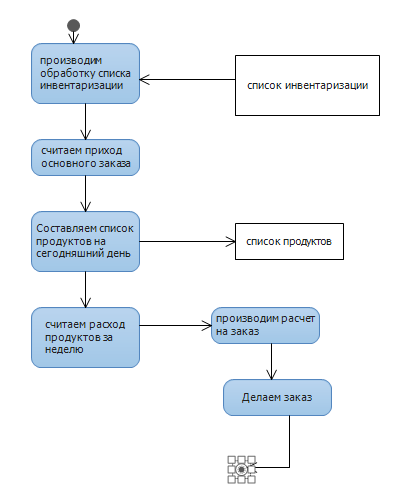 производим
обработку списка
инвентаризации
список инвентаризации
считаем приход
основного заказа
Составляем список
продуктов на
сегодняшний день
список продуктов
считаем расход
продуктов за
неделю
производим расчет
на заказ
Делаем заказ